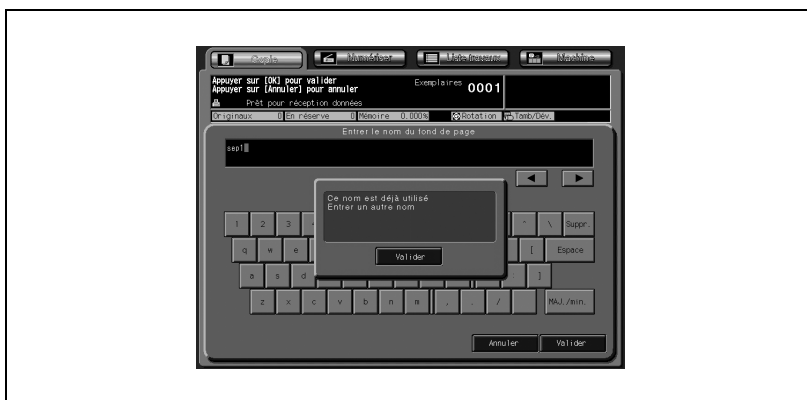 Copie Numériser Liste travaux Machine
Appuyer sur [OK] pour valider
Appuyer sur [Annuler] pour annuler
Exemplaires 0001
Prêt pour réception données
Originaux 0 En réserve 0 Mémoire 0.000% Rotation Tamb/Dév.
Entrer le nom du fond de page
sep1
Ce nom est déjà utilisé
Entrer un autre nom
Valider
1 2 3 ^ \ Suppr.
q w e [ Espace
a s d : ]
z x c v b n m , . / MAJ./min.
Annuler Valider